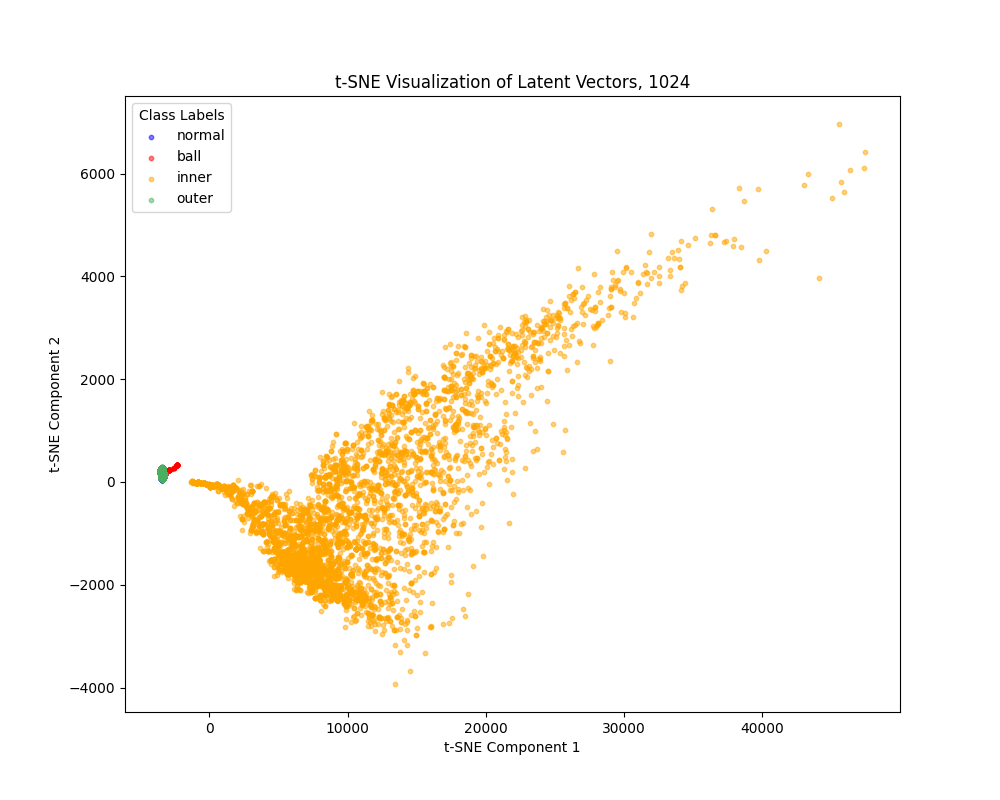 t-SNE Visualization of Latent Vectors, 1024
Class Labels
normal
ball
inner
outer
6000
4000
2000
0
−2000
−4000
t-SNE Component 2
0
10000
20000
30000
40000
t-SNE Component 1